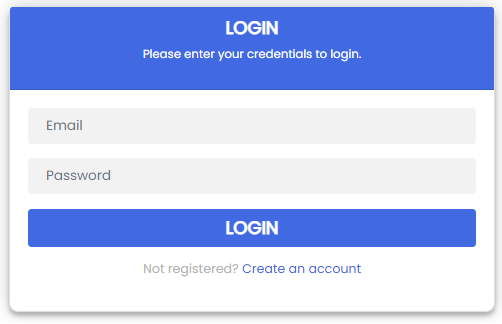 LOGIN
Please enter your credentials to login.
Email
Password
LOGIN
Not registered? Create an account